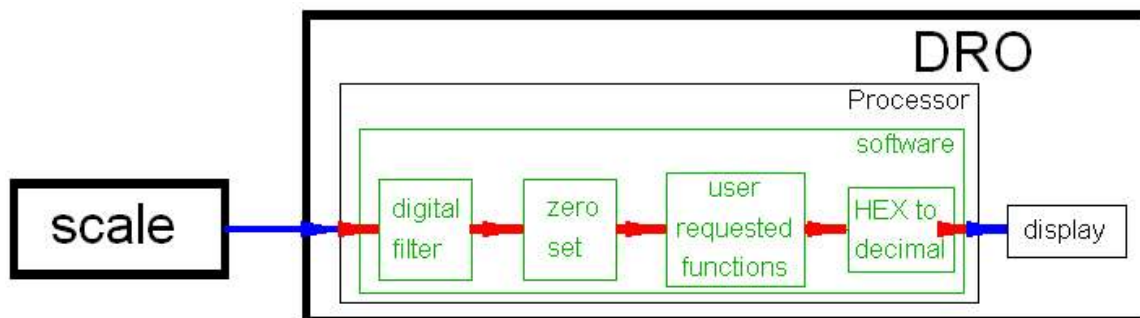 DRO
Processor
software
scale
digital
filter
zero
set
user
requested
functions
HEX to
decimal
display